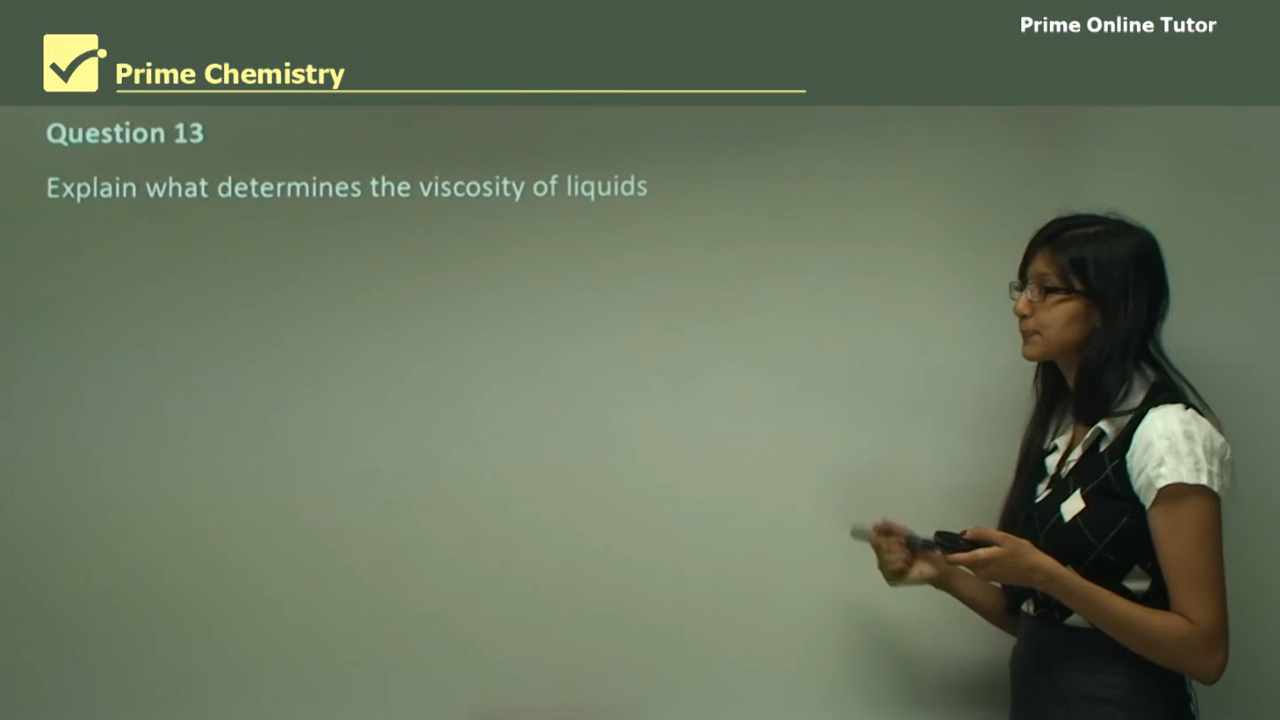 Prime Online Tutor
Prime Chemistry
Question 13
Explain what determines the viscosity of liquids